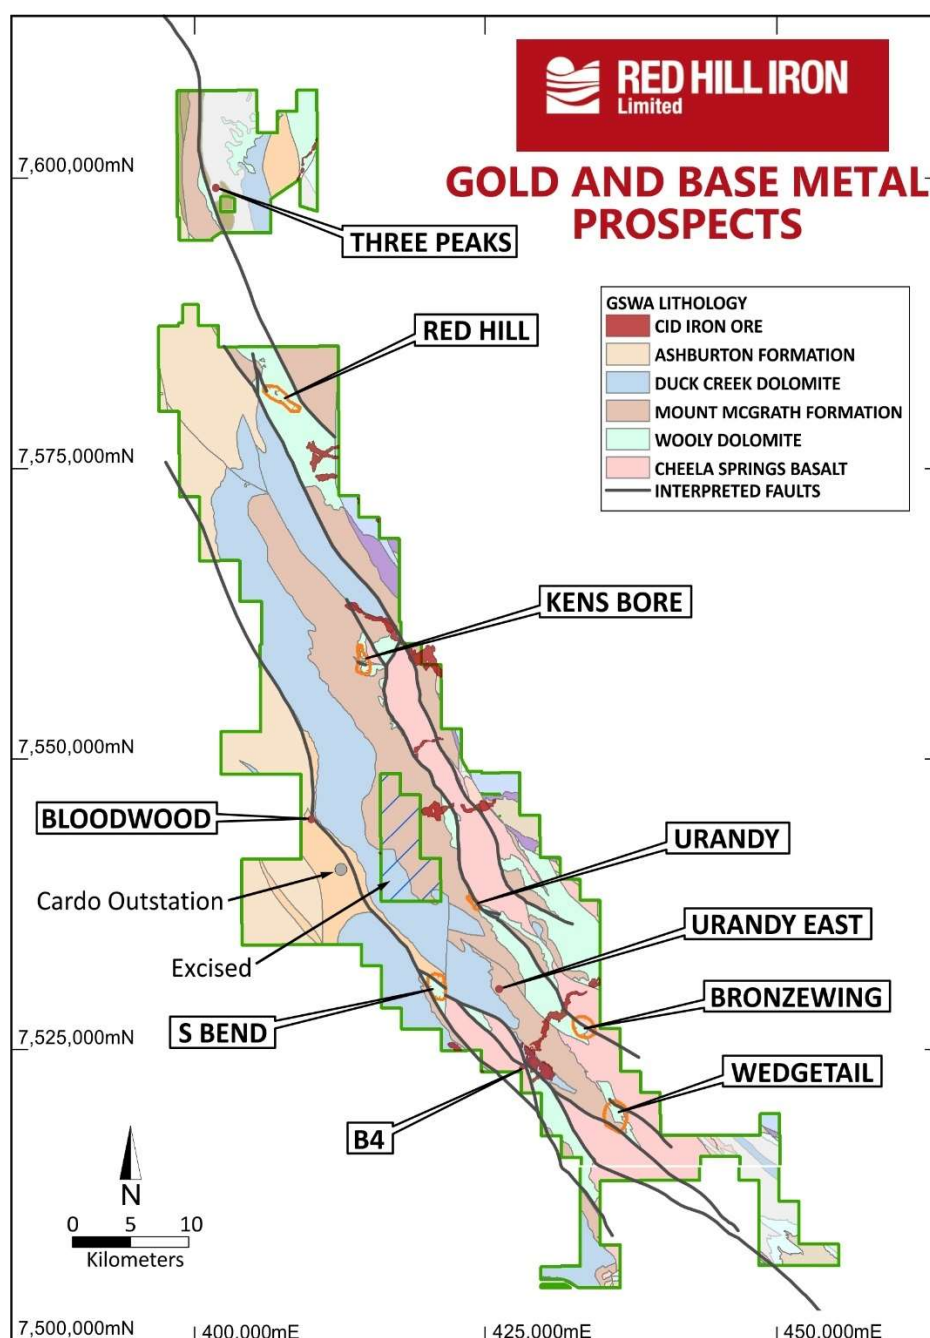 RED HILL IRON
Limited
GOLD AND BASE METAL
PROSPECTS
7,600,000mN
THREE PEAKS
GSWA LITHOLOGY
CID IRON ORE
ASHBURTON FORMATION
DUCK CREEK DOLOMITE
MOUNT MCGRATH FORMATION
WOOLY DOLOMITE
CHEELA SPRINGS BASALT
INTERPRETED FAULTS
RED HILL
7,575,000mN
KENS BORE
7,550,000mN
BLOODWOOD
URANDY
Cardo Outstation
URANDY EAST
Excised
BRONZEWING
S BEND
7,525,000mN
WEDGETAIL
B4
N
0 5 10
Kilometers
7,500,000mN
400,000mE
425,000mE
450,000mE